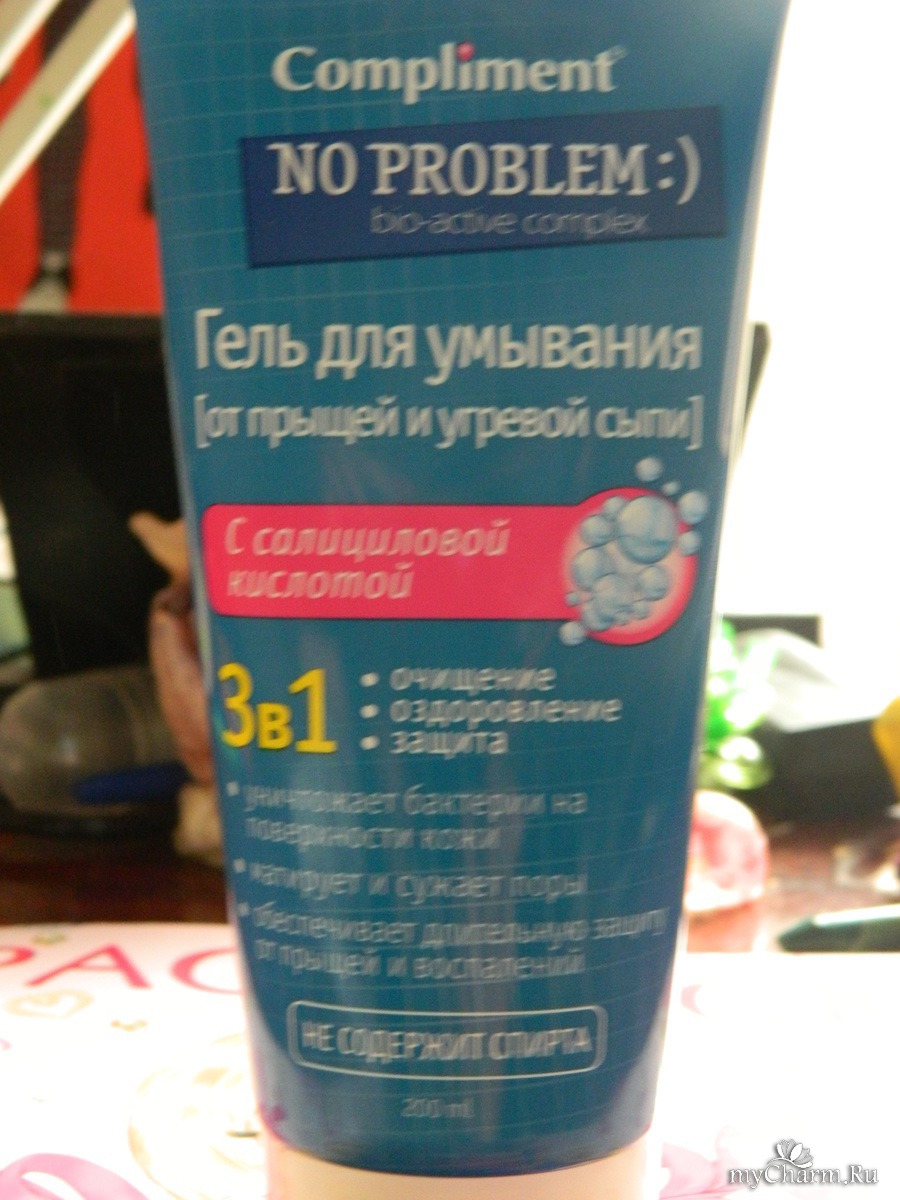 Compliment
NO PROBLEM :)
bio-active complex
Гель для умывания
[от прыщей и угревой сыпи]
С салициловой
кислотой
3в1
• очищение
• оздоровление
• защита
• уничтожает бактерии на
поверхности кожи
• матирует и сужает поры
• обеспечивает длительную защиту
от прыщей и воспалений
НЕ СОДЕРЖИТ СПИРТА
200 ml
РАС
myCharm.Ru